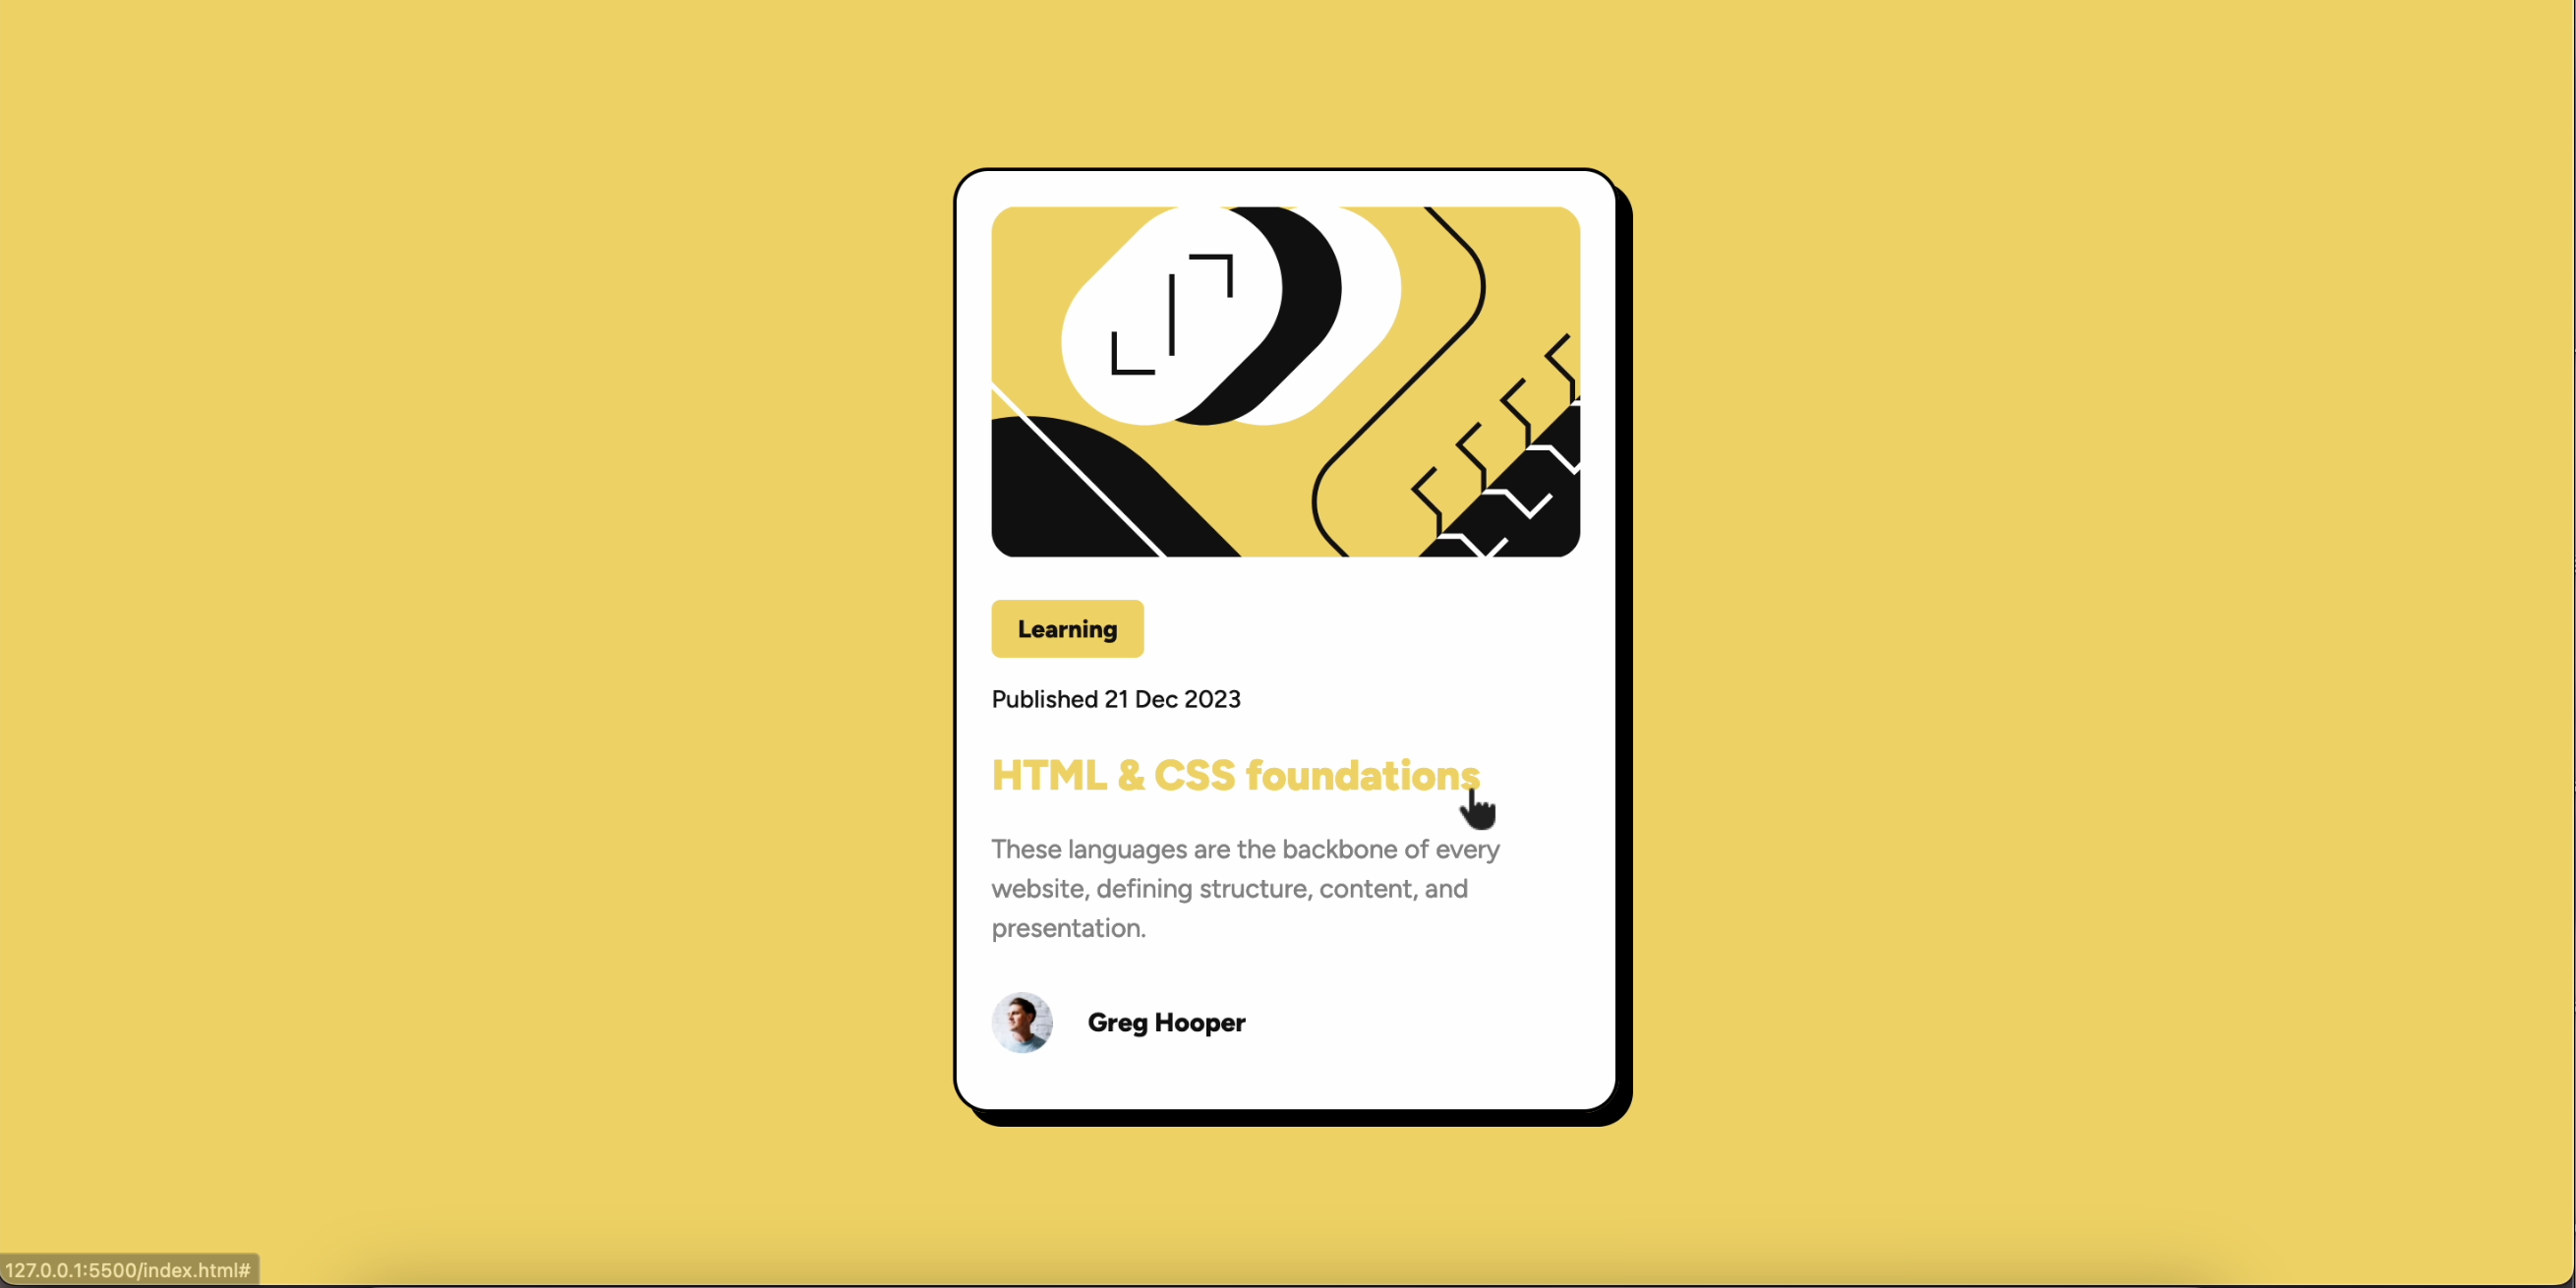 Learning
Published 21 Dec 2023
HTML & CSS foundations
These languages are the backbone of every
website, defining structure, content, and
presentation.
Greg Hooper
127.0.0.1:5500/index.html#